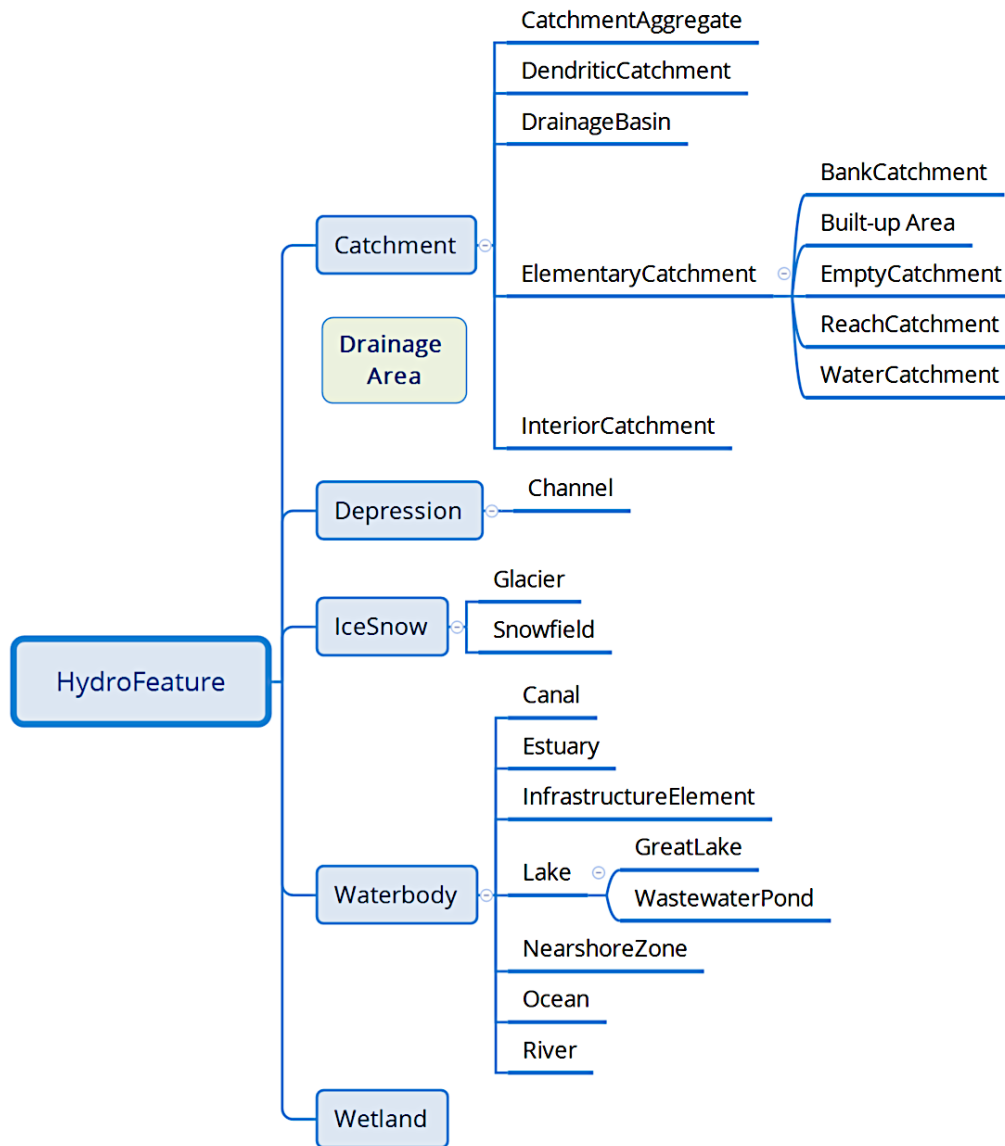 CatchmentAggregate
DendriticCatchment
DrainageBasin
BankCatchment
Built-up Area
Catchment
ElementaryCatchment
EmptyCatchment
ReachCatchment
WaterCatchment
Drainage
Area
InteriorCatchment
Depression
Channel
Glacier
IceSnow
Snowfield
HydroFeature
Canal
Estuary
InfrastructureElement
GreatLake
Lake
Waterbody
WastewaterPond
NearshoreZone
Ocean
River
Wetland